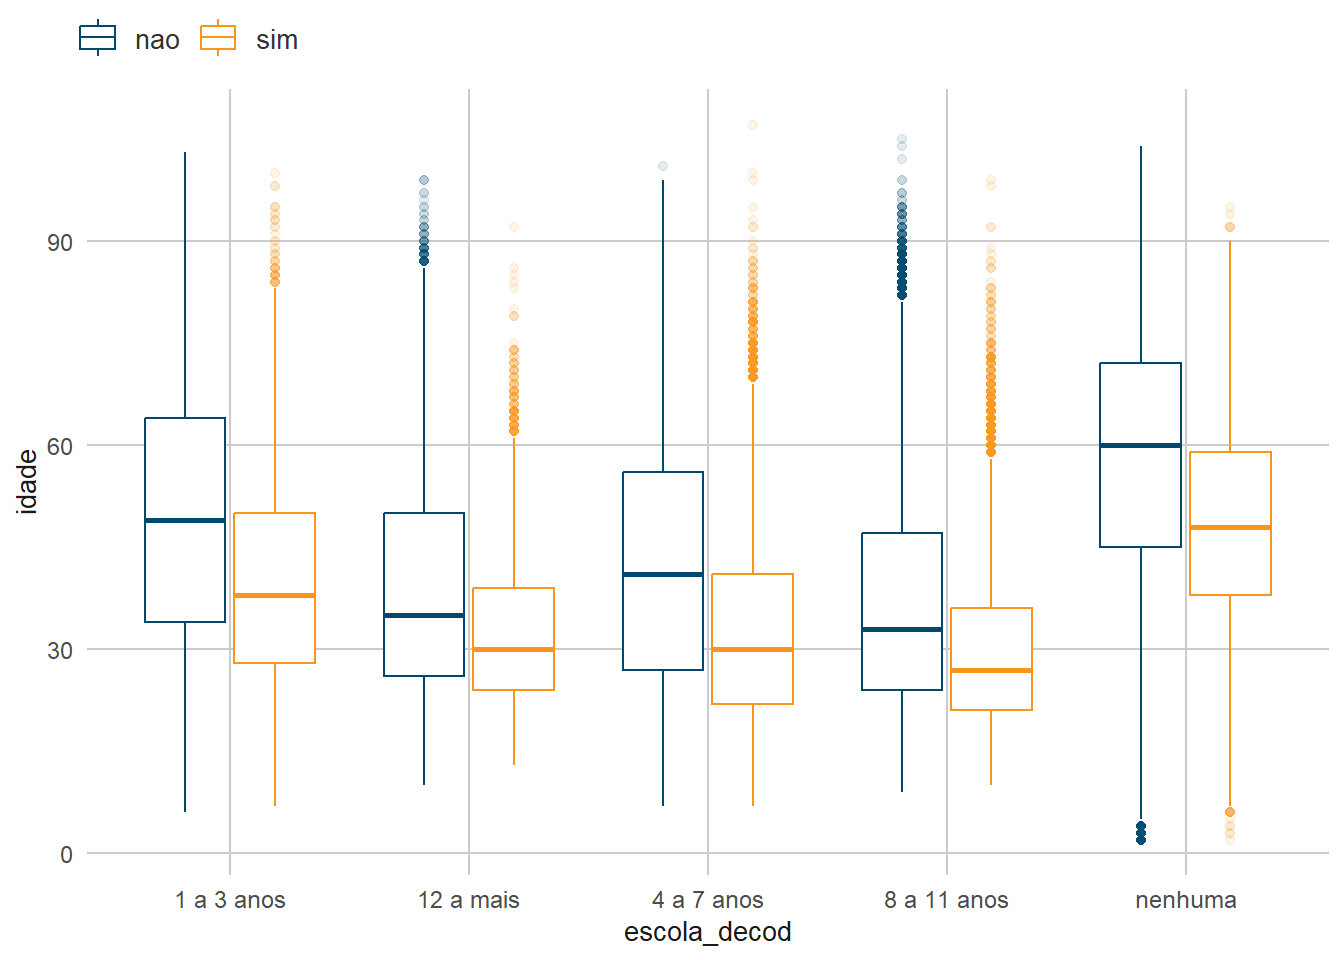 nao sim
90
60
30
0
idade
1 a 3 anos 12 a mais 4 a 7 anos 8 a 11 anos nenhuma
escola_decod